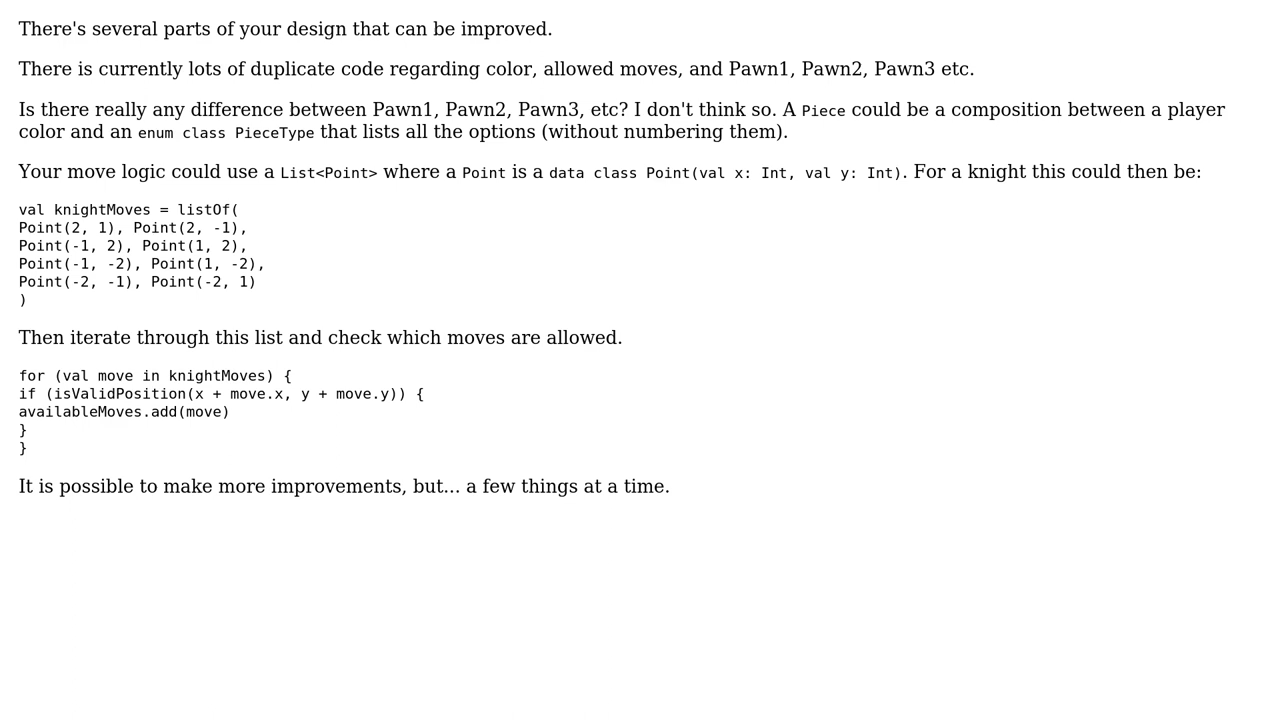 There's several parts of your design that can be improved.
There is currently lots of duplicate code regarding color, allowed moves, and Pawn1, Pawn2, Pawn3 etc.
Is there really any difference between Pawn1, Pawn2, Pawn3, etc? I don't think so. A Piece could be a composition between a player
color and an enum class PieceType that lists all the options (without numbering them).
Your move logic could use a List<Point> where a Point is a data class Point(val x: Int, val y: Int). For a knight this could then be:
val knightMoves = listOf(
Point(2, 1), Point(2, -1),
Point(-1, 2), Point(1, 2),
Point(-1, -2), Point(1, -2),
Point(-2, -1), Point(-2, 1)
)
Then iterate through this list and check which moves are allowed.
for (val move in knightMoves) {
if (isValidPosition(x + move.x, y + move.y)) {
availableMoves.add(move)
}
}
It is possible to make more improvements, but... a few things at a time.